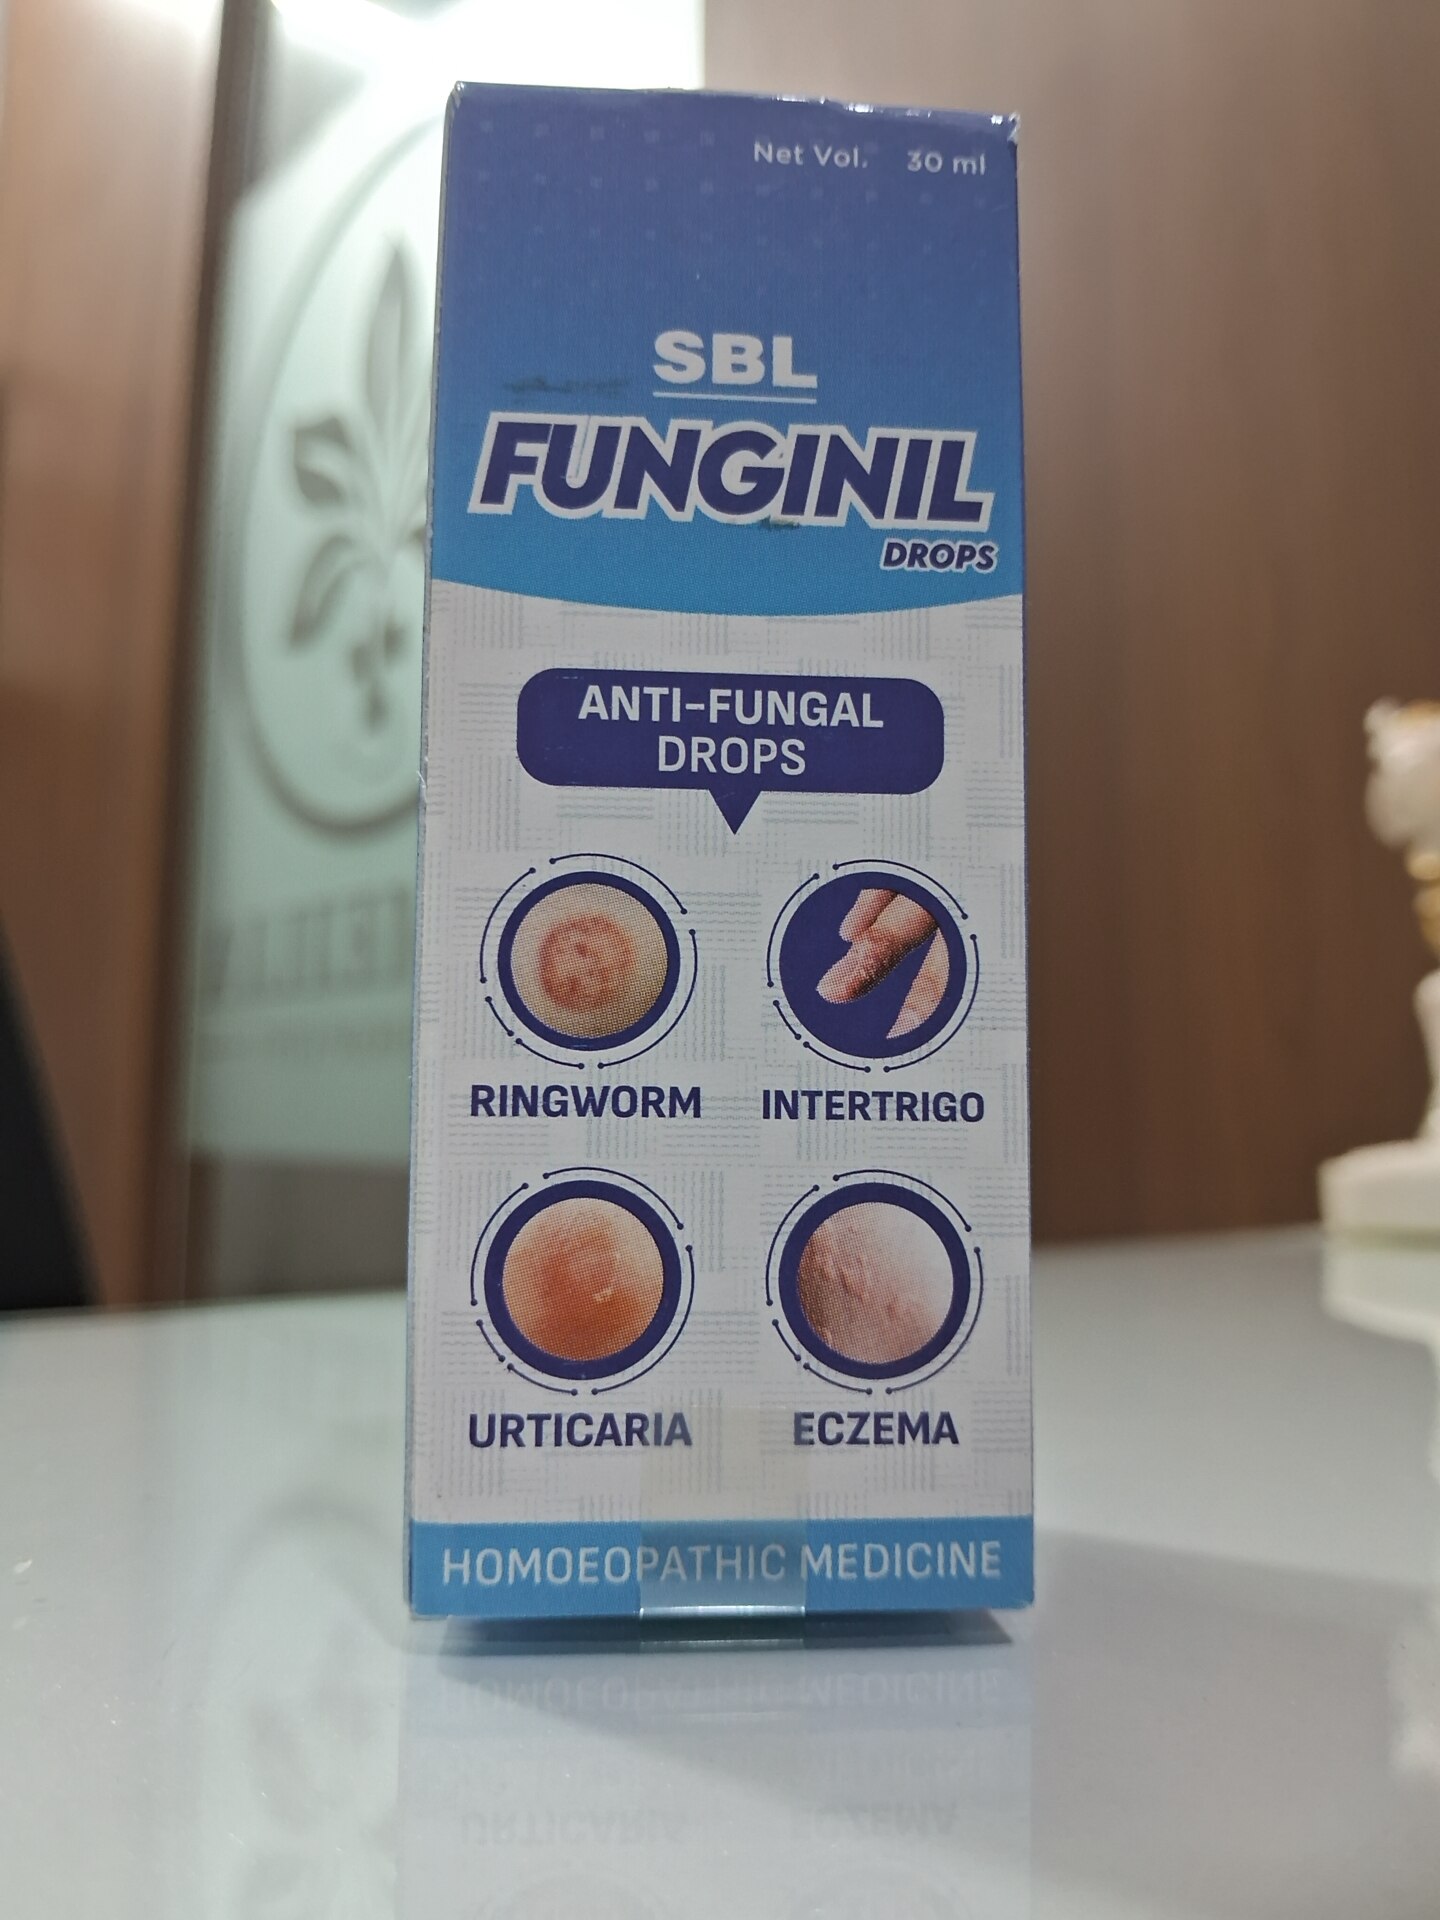 Net Vol. 30 ml
SBL
FUNGINIL
DROPS
ANTI-FUNGAL
DROPS
RINGWORM INTERTRIGO
URTICARIA ECZEMA
HOMOEOPATHIC MEDICINE